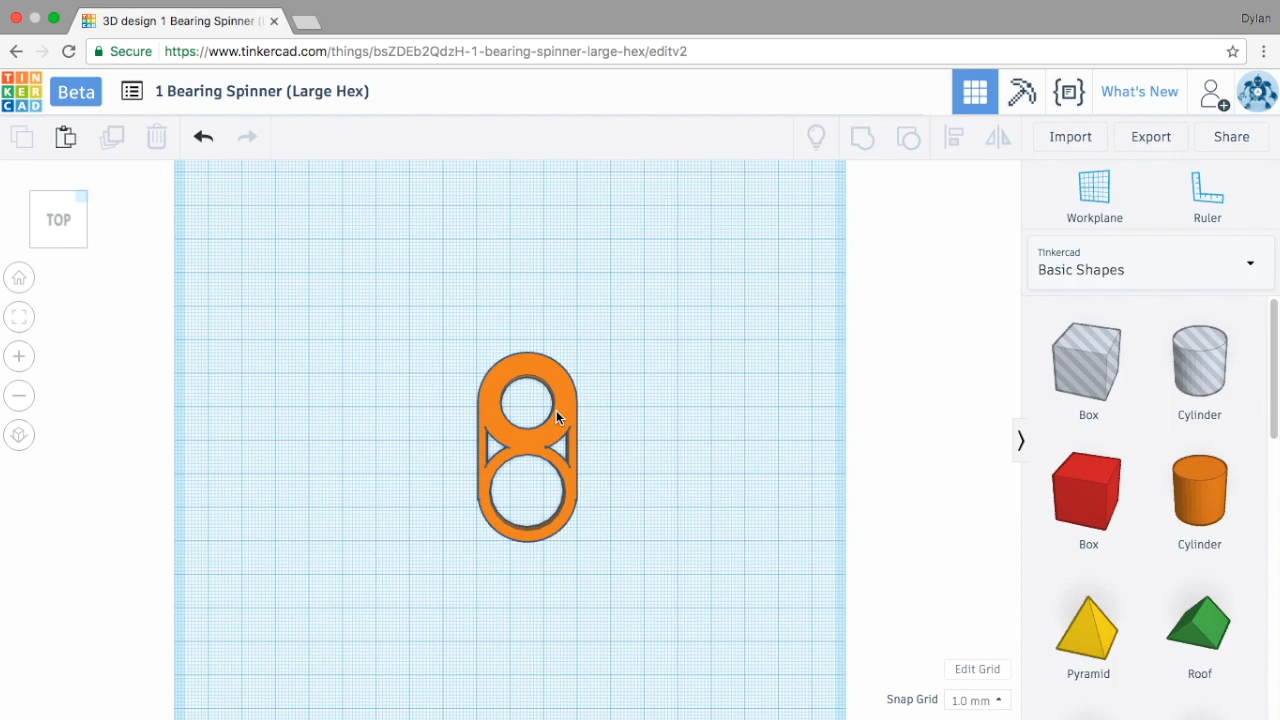 Dylan
3D design 1 Bearing Spinner (
Secure https://www.tinkercad.com/things/bsZDEb2QdzH-1-bearing-spinner-large-hex/editv2
TIN
KER
CAD
Beta
1 Bearing Spinner (Large Hex)
What's New
Import
Export
Share
TOP
Workplane
Ruler
Tinkercad
Basic Shapes
Box
Cylinder
Box
Cylinder
Pyramid
Roof
Edit Grid
Snap Grid
1.0 mm